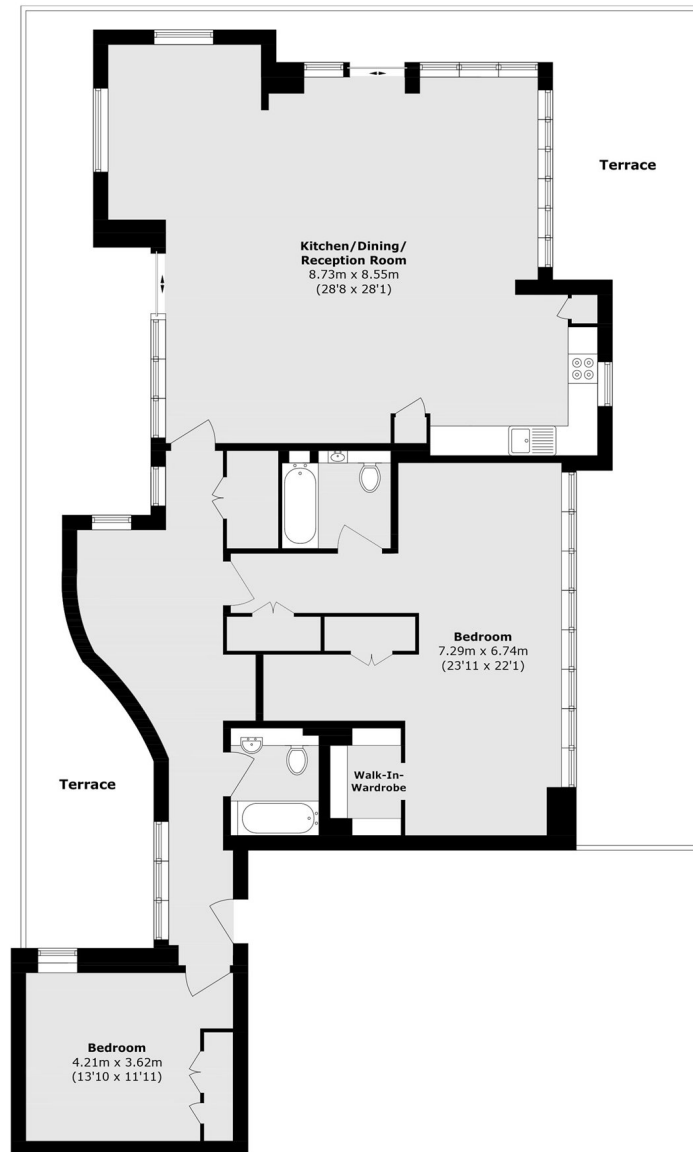 Terrace
Kitchen/Dining/
Reception Room
8.73m x 8.55m
(28'8 x 28'1)
Bedroom
7.29m x 6.74m
(23'11 x 22'1)
Terrace
Walk-In-
Wardrobe
Bedroom
4.21m x 3.62m
(13'10 x 11'11)